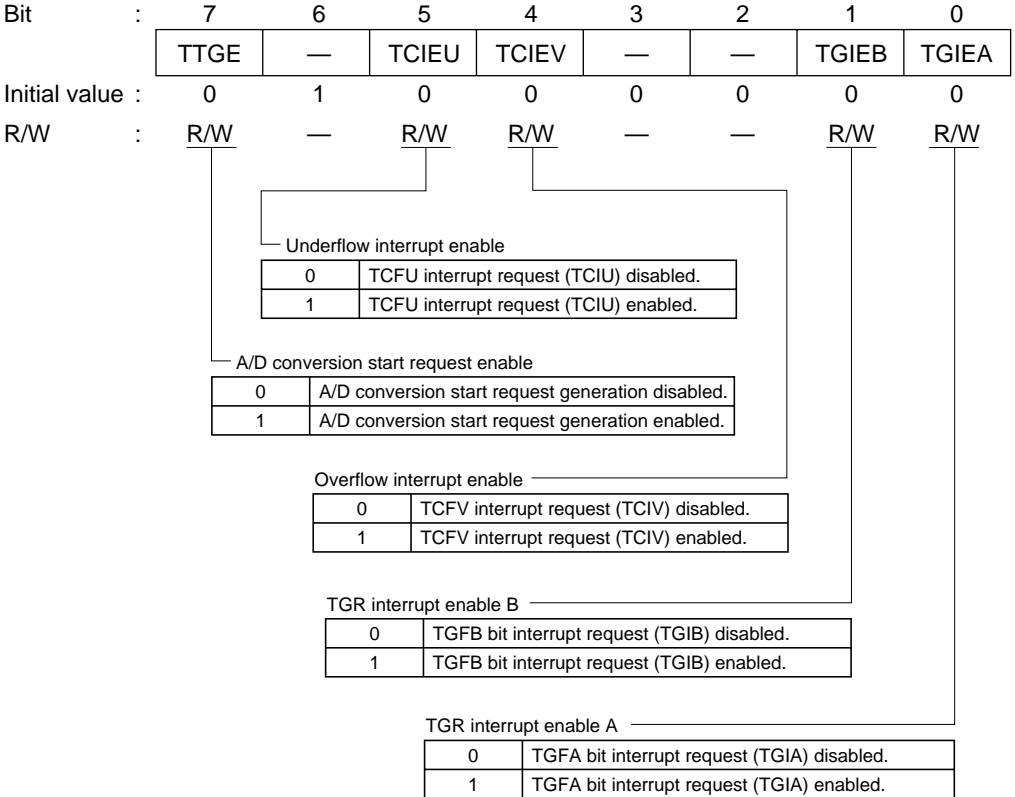 Bit : 7 6 5 4 3 2 1 0
TTGE — TCIEU TCIEV — — TGIEB TGIEA
Initial value : 0 1 0 0 0 0 0 0
R/W : R/W — R/W R/W — — R/W R/W
Underflow interrupt enable
0 TCFU interrupt request (TCIU) disabled.
1 TCFU interrupt request (TCIU) enabled.
A/D conversion start request enable
0 A/D conversion start request generation disabled.
1 A/D conversion start request generation enabled.
Overflow interrupt enable
0 TCFV interrupt request (TCIV) disabled.
1 TCFV interrupt request (TCIV) enabled.
TGR interrupt enable B
0 TGFB bit interrupt request (TGIB) disabled.
1 TGFB bit interrupt request (TGIB) enabled.
TGR interrupt enable A
0 TGFA bit interrupt request (TGIA) disabled.
1 TGFA bit interrupt request (TGIA) enabled.